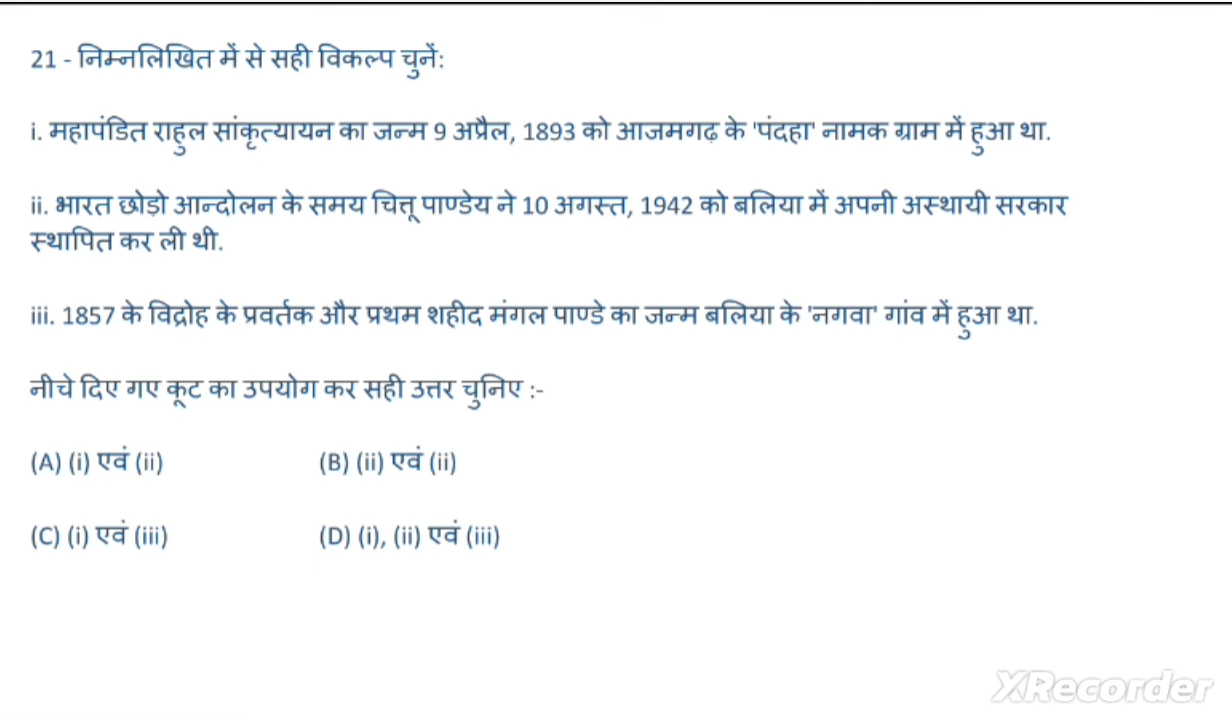 21 - निम्नलिखित में से सही विकल्प चुनें:
i. महापंडित राहुल सांकृत्यायन का जन्म 9 अप्रैल, 1893 को आजमगढ़ के 'पंदहा' नामक ग्राम में हुआ था.
ii. भारत छोड़ो आन्दोलन के समय चित्तू पाण्डेय ने 10 अगस्त, 1942 को बलिया में अपनी अस्थायी सरकार
स्थापित कर ली थी.
iii. 1857 के विद्रोह के प्रवर्तक और प्रथम शहीद मंगल पाण्डे का जन्म बलिया के 'नगवा' गांव में हुआ था.
नीचे दिए गए कूट का उपयोग कर सही उत्तर चुनिए :-
(A) (i) एवं (ii) (B) (ii) एवं (ii)
(C) (i) एवं (iii) (D) (i), (ii) एवं (iii)
XRecorder